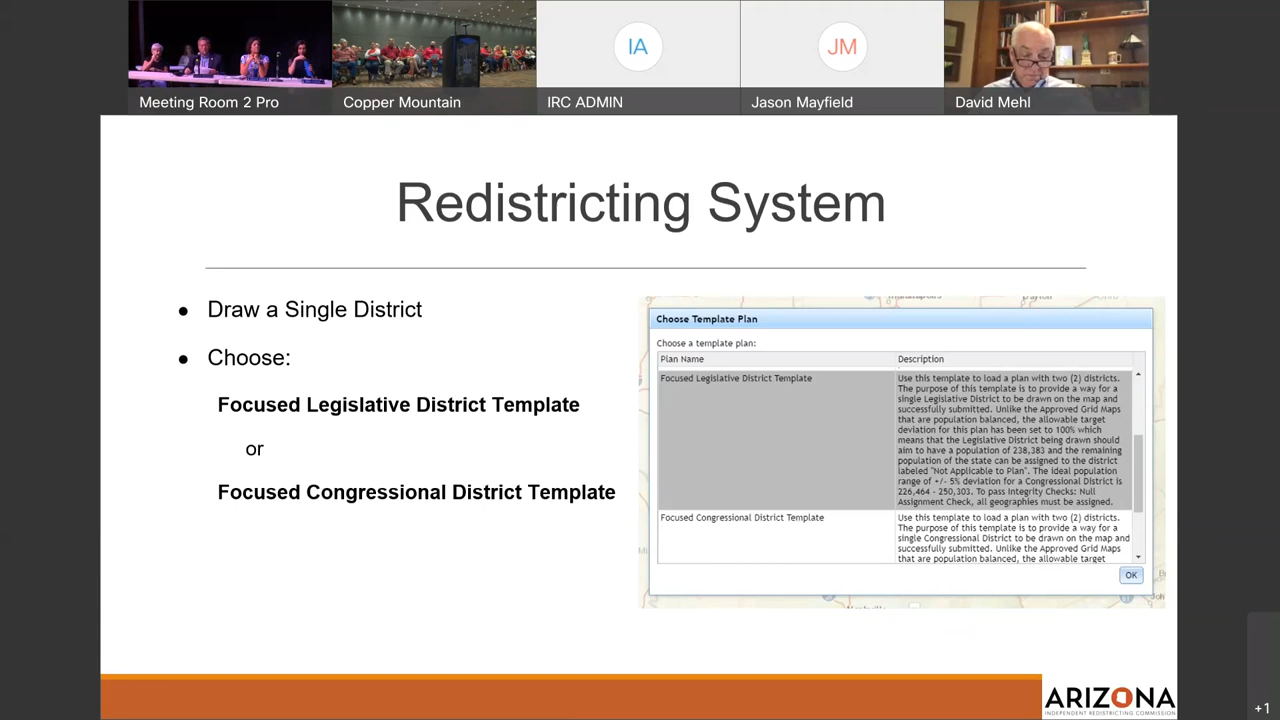 IA
JM
Meeting Room 2 Pro
Copper Mountain
IRC ADMIN
Jason Mayfield
David Mehl
Redistricting System
● Draw a Single District
● Choose:
Focused Legislative District Template
or
Focused Congressional District Template
Choose Template Plan
Choose a template plan:
Plan Name
Description
Focused Legislative District Template
Use this template to load a plan with two (2) districts.
The purpose of this template is to provide a way for a
single Legislative District to be drawn on the map and
successfully submitted. Unlike the Approved Grid Maps
that are population balanced, the allowable target
deviation for this plan has been set to 100% which
means that the Legislative District being drawn should
aim to have a population of 238,383 and the remaining
population of the state can be assigned to the district
labeled "Not Applicable to Plan". The ideal population
range of +/- 5% deviation for a Congressional District is
226,464 - 250,303. To pass Integrity Checks: Null
Assignment Check, all geographies must be assigned.
Focused Congressional District Template
Use this template to load a plan with two (2) districts.
The purpose of this template is to provide a way for a
single Congressional District to be drawn on the map and
successfully submitted. Unlike the Approved Grid Maps
that are population balanced, the allowable target
OK
ARIZONA
INDEPENDENT REDISTRICTING COMMISSION
+1